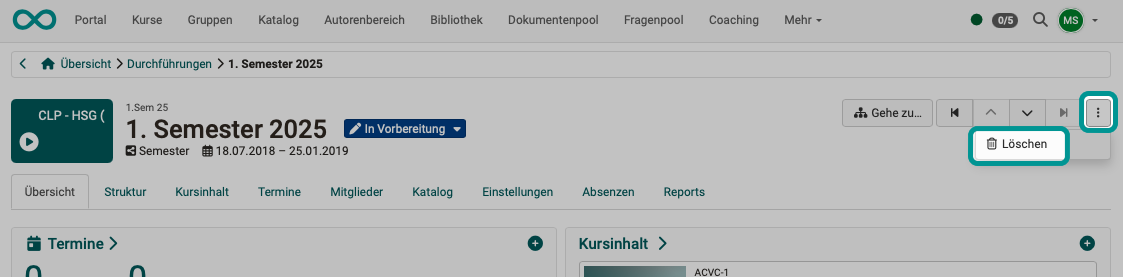 Portal Kurse Gruppen Katalog Autorenbereich Bibliothek Dokumentenpool Fragenpool Coaching Mehr 0/5 MS
Übersicht Durchführungen 1. Semester 2025
CLP - HSG (
1.Sem 25
1. Semester 2025 In Vorbereitung
Semester 18.07.2018 – 25.01.2019
Gehe zu...
Löschen
Übersicht Struktur Kursinhalt Termine Mitglieder Katalog Einstellungen Absenzen Reports
Termine
Kursinhalt
0 0
ACVC-1